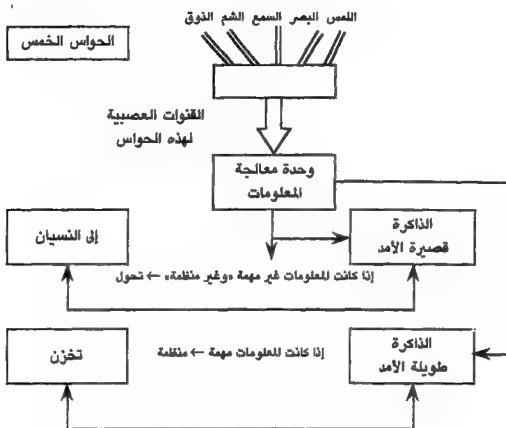 اللمس البصر السمع الشم الذوق
الحواس الخمس
القنوات العصبية
لهذه الحواس
وحدة معالجة
المعلومات
الذاكرة
قصيرة الأمد
إلى النسيان
إذا كانت المعلومات غير مهمة «وغير منظمة» ← تحول
الذاكرة
طويلة الأمد
إذا كانت المعلومات مهمة ← منظمة
تخزن